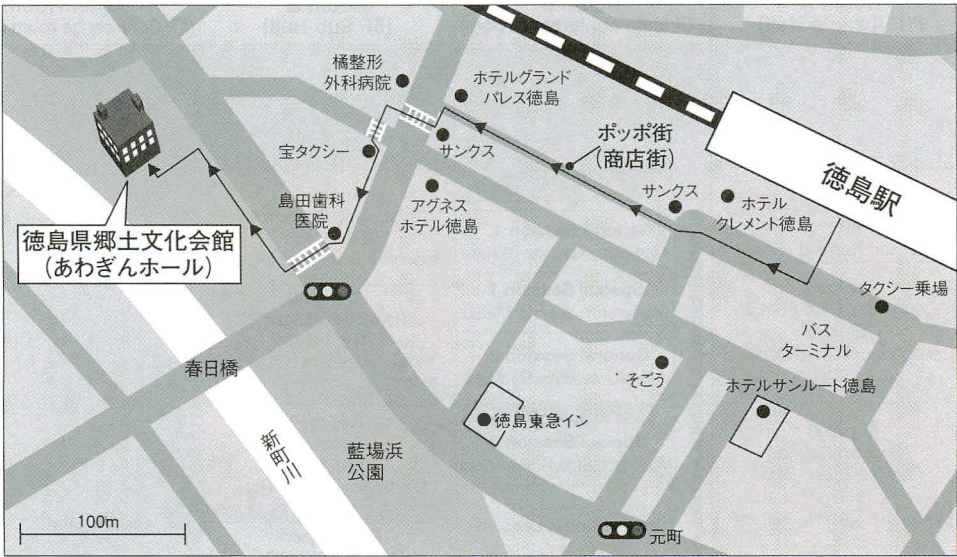 橘整形
外科病院
ホテルグランド
パレス徳島
ポッポ街
(商店街)
宝タクシー
サンクス
サンクス
徳島駅
島田歯科
医院
アグネス
ホテル徳島
ホテル
クレメント徳島
徳島県郷土文化会館
(あわぎんホール)
タクシー乗場
バス
ターミナル
春日橋
そごう
ホテルサンルート徳島
徳島東急イン
新町川
藍場浜
公園
100m
元町